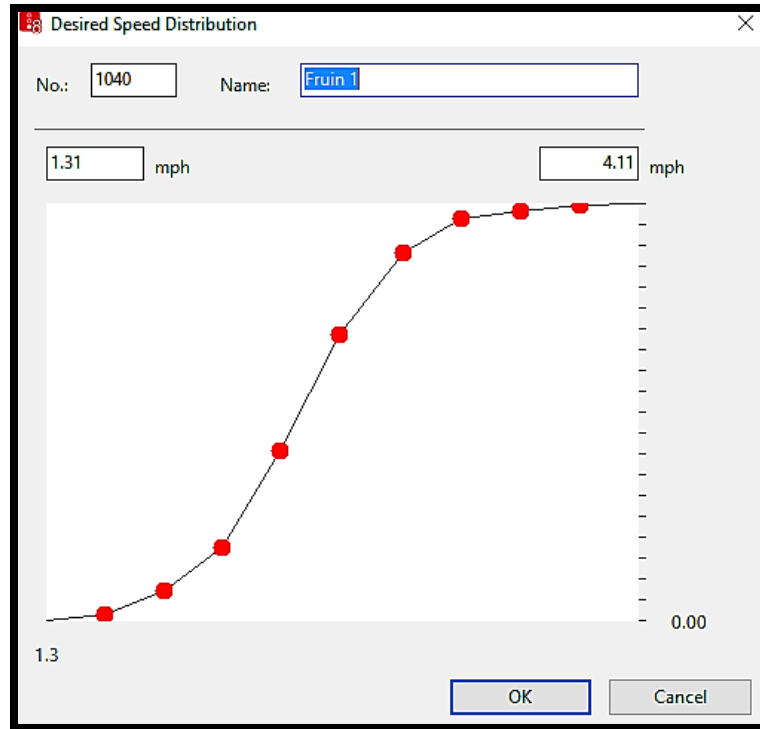 Desired Speed Distribution
No.: 1040 Name: Fruin 1
1.31 mph 4.11 mph
0.00
1.3
OK Cancel